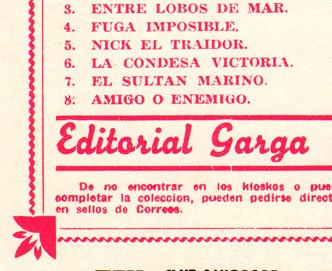 3. ENTRE LOBOS DE MAR.
4. FUGA IMPOSIBLE.
5. NICK EL TRAIDOR.
6. LA CONDESA VICTORIA.
7. EL SULTAN MARINO.
8. AMIGO O ENEMIGO.
Editorial Garga
De no encontrar en los kioskos o pue
completar la coleccion, pueden pedirse direct
en sellos de Correos.